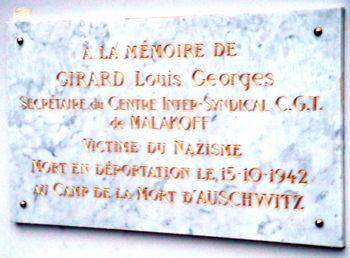 À LA MÉMOIRE DE
GIRARD Louis Georges
SECRÉTAIRE du CENTRE INTER-SYNDICAL C.G.T.
de MALAKOFF
VICTIME DU NAZISME
MORT EN DÉPORTATION LE, 15-10-1942
AU CAMP DE LA MORT D'AUSCHWITZ